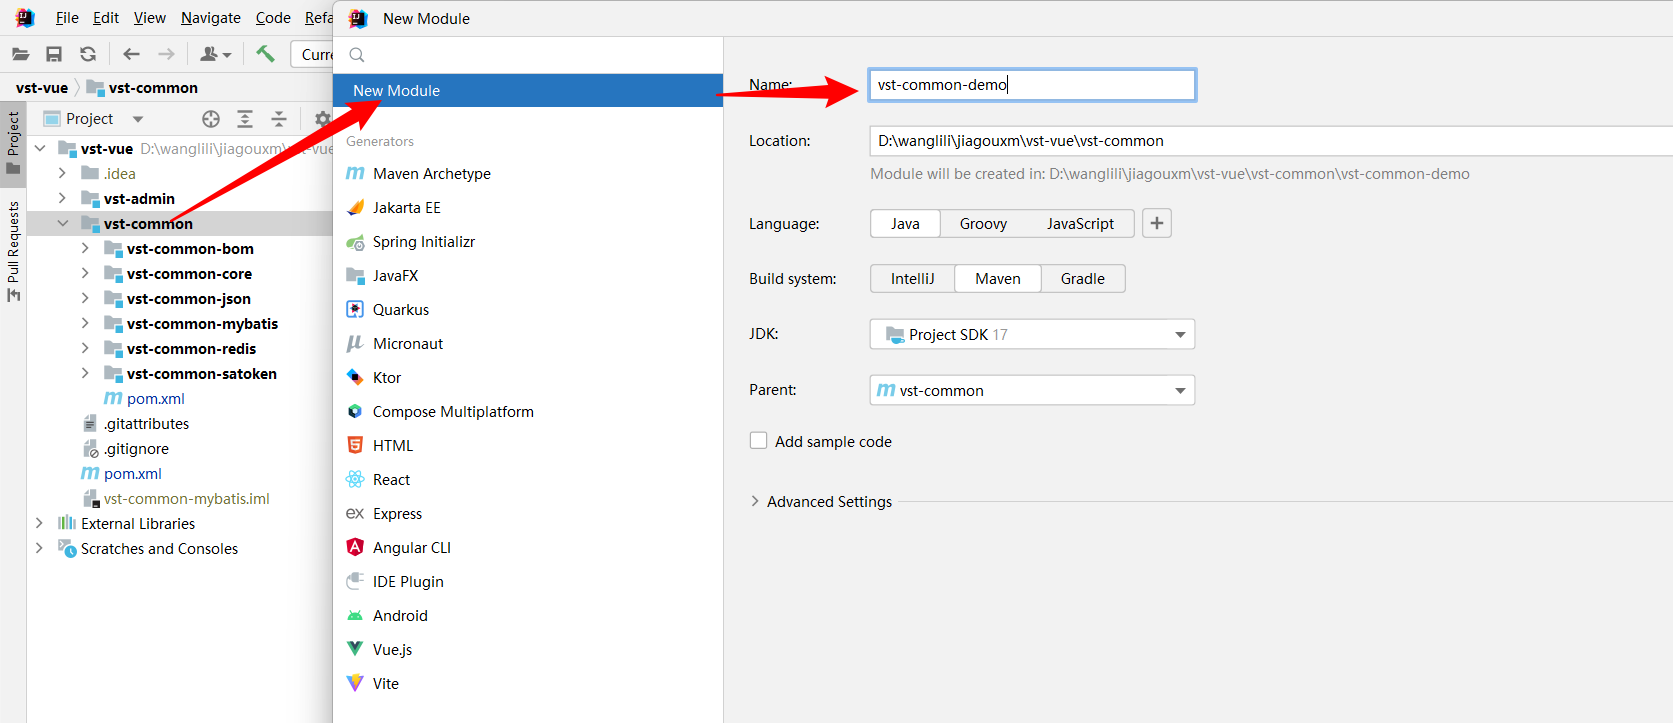 File Edit View Navigate Code Refa
New Module
Curre
vst-vue vst-common
Project
Pull Requests
Project
vst-vue D:\wanglili\jiagouxm\vst-vue
.idea
vst-admin
vst-common
vst-common-bom
vst-common-core
vst-common-json
vst-common-mybatis
vst-common-redis
vst-common-satoken
pom.xml
.gitattributes
.gitignore
pom.xml
vst-common-mybatis.iml
External Libraries
Scratches and Consoles
New Module
Generators
Maven Archetype
Jakarta EE
Spring Initializr
JavaFX
Quarkus
Micronaut
Ktor
Compose Multiplatform
HTML
React
Express
Angular CLI
IDE Plugin
Android
Vue.js
Vite
Name: vst-common-demo
Location: D:\wanglili\jiagouxm\vst-vue\vst-common
Module will be created in: D:\wanglili\jiagouxm\vst-vue\vst-common\vst-common-demo
Language: Java Groovy JavaScript
Build system: IntelliJ Maven Gradle
JDK: Project SDK 17
Parent: vst-common
Add sample code
Advanced Settings